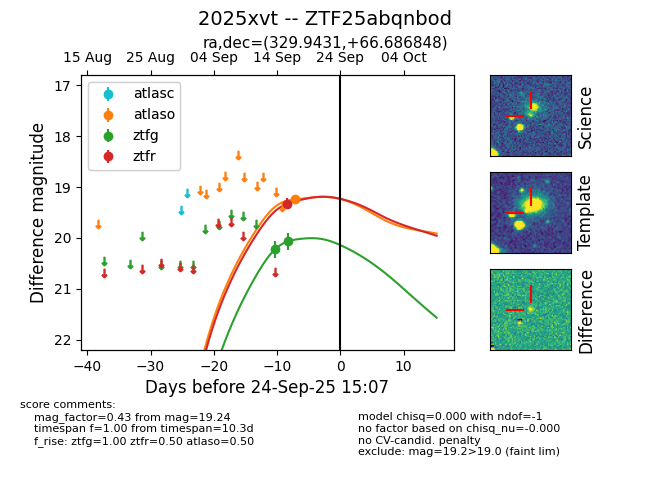 2025xvt -- ZTF25abqnbod
ra,dec=(329.9431,+66.686848)
15 Aug 25 Aug 04 Sep 14 Sep 24 Sep 04 Oct
atlasc
atlaso
ztfg
ztfr
17
18
19
20
21
22
Difference magnitude
−40 −30 −20 −10 0 10
Days before 24-Sep-25 15:07
Science
Template
Difference
score comments:
mag_factor=0.43 from mag=19.24
timespan f=1.00 from timespan=10.3d
f_rise: ztfg=1.00 ztfr=0.50 atlaso=0.50
model chisq=0.000 with ndof=-1
no factor based on chisq_nu=-0.000
no CV-candid. penalty
exclude: mag=19.2>19.0 (faint lim)